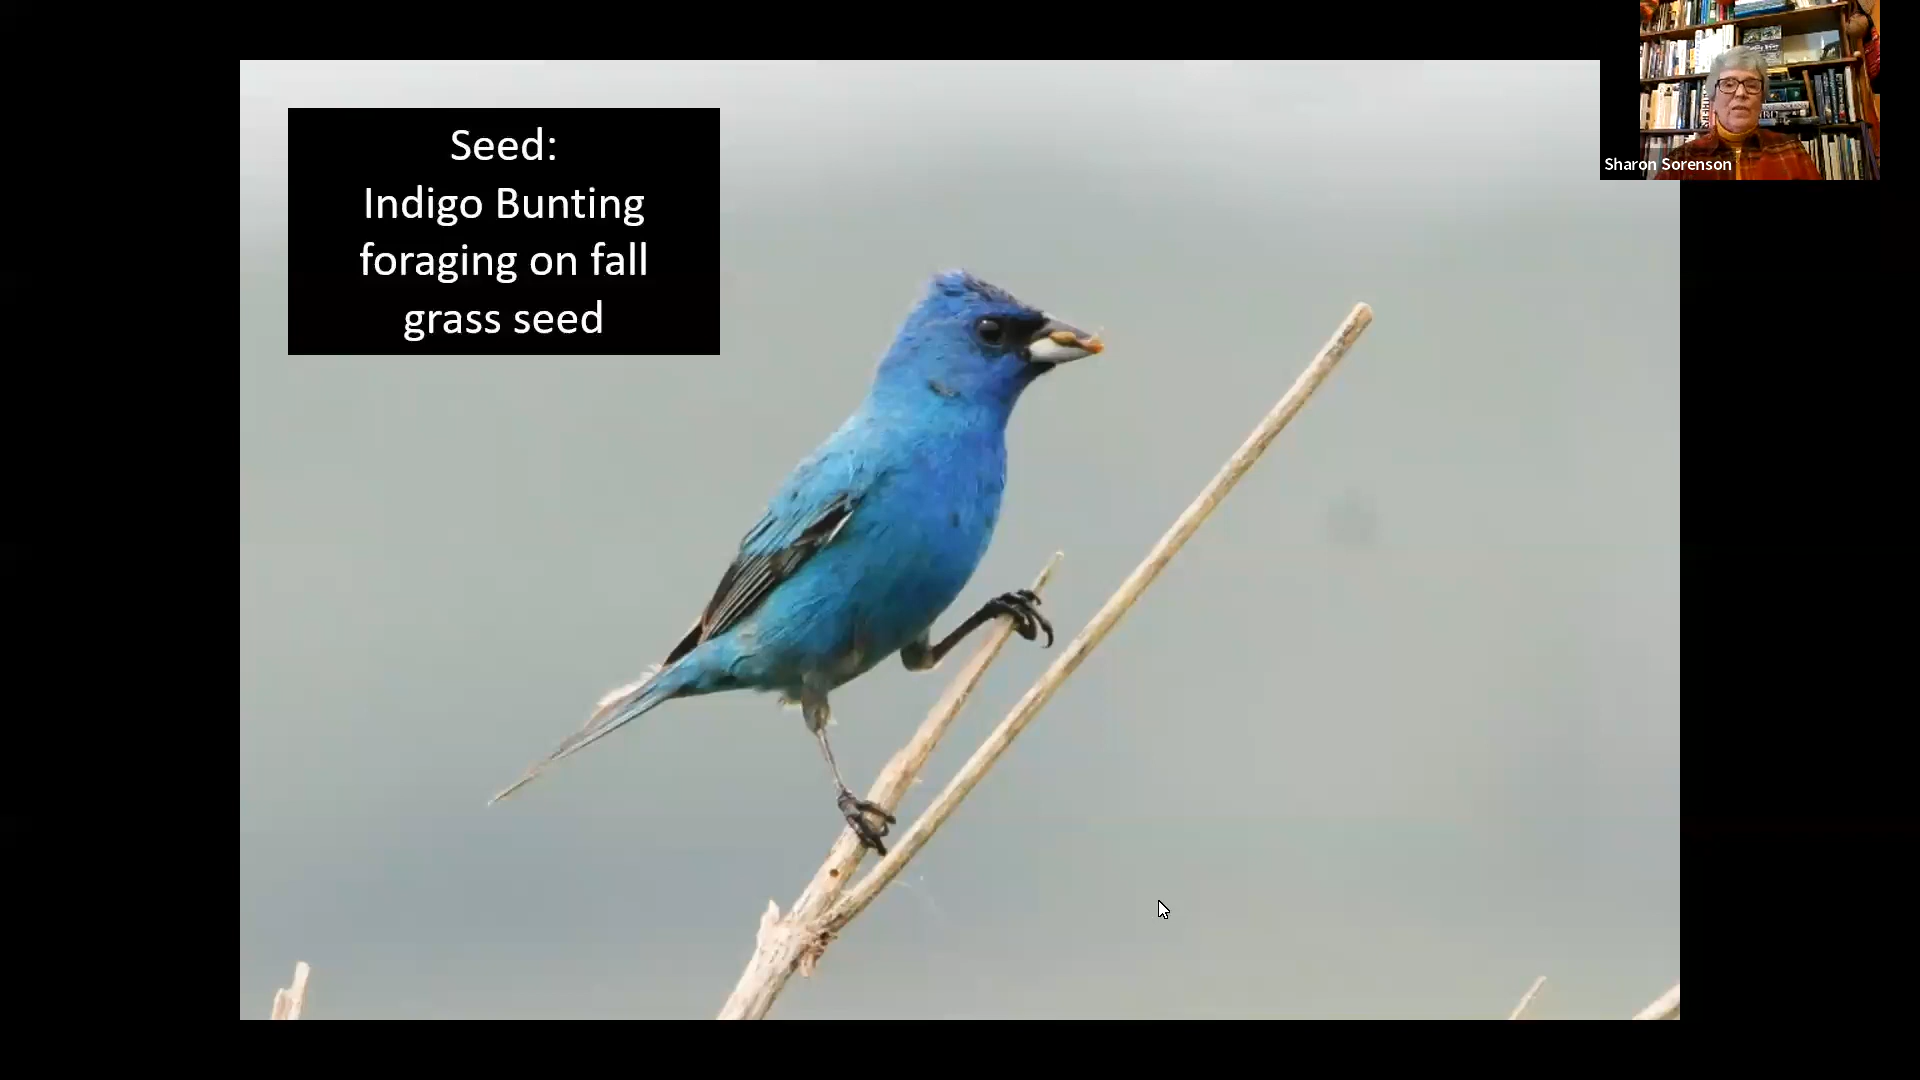 Seed:
Indigo Bunting
foraging on fall
grass seed
Sharon Sorenson